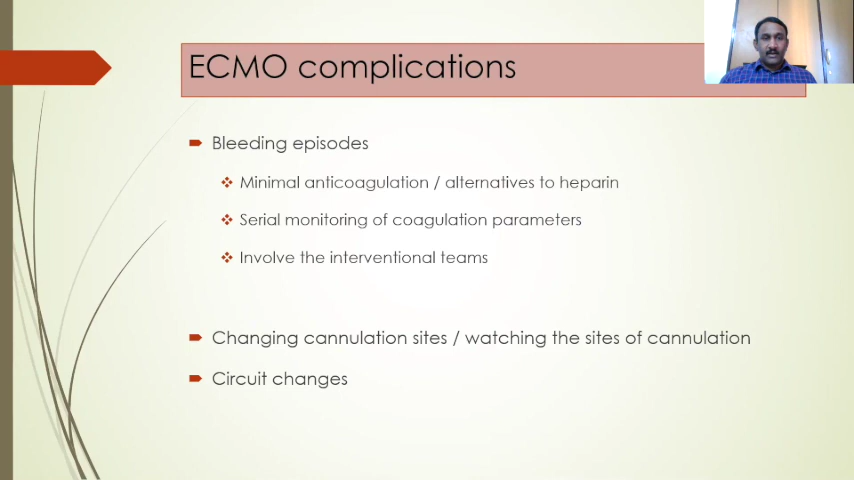 ECMO complications
Bleeding episodes
Minimal anticoagulation / alternatives to heparin
Serial monitoring of coagulation parameters
Involve the interventional teams
Changing cannulation sites / watching the sites of cannulation
Circuit changes